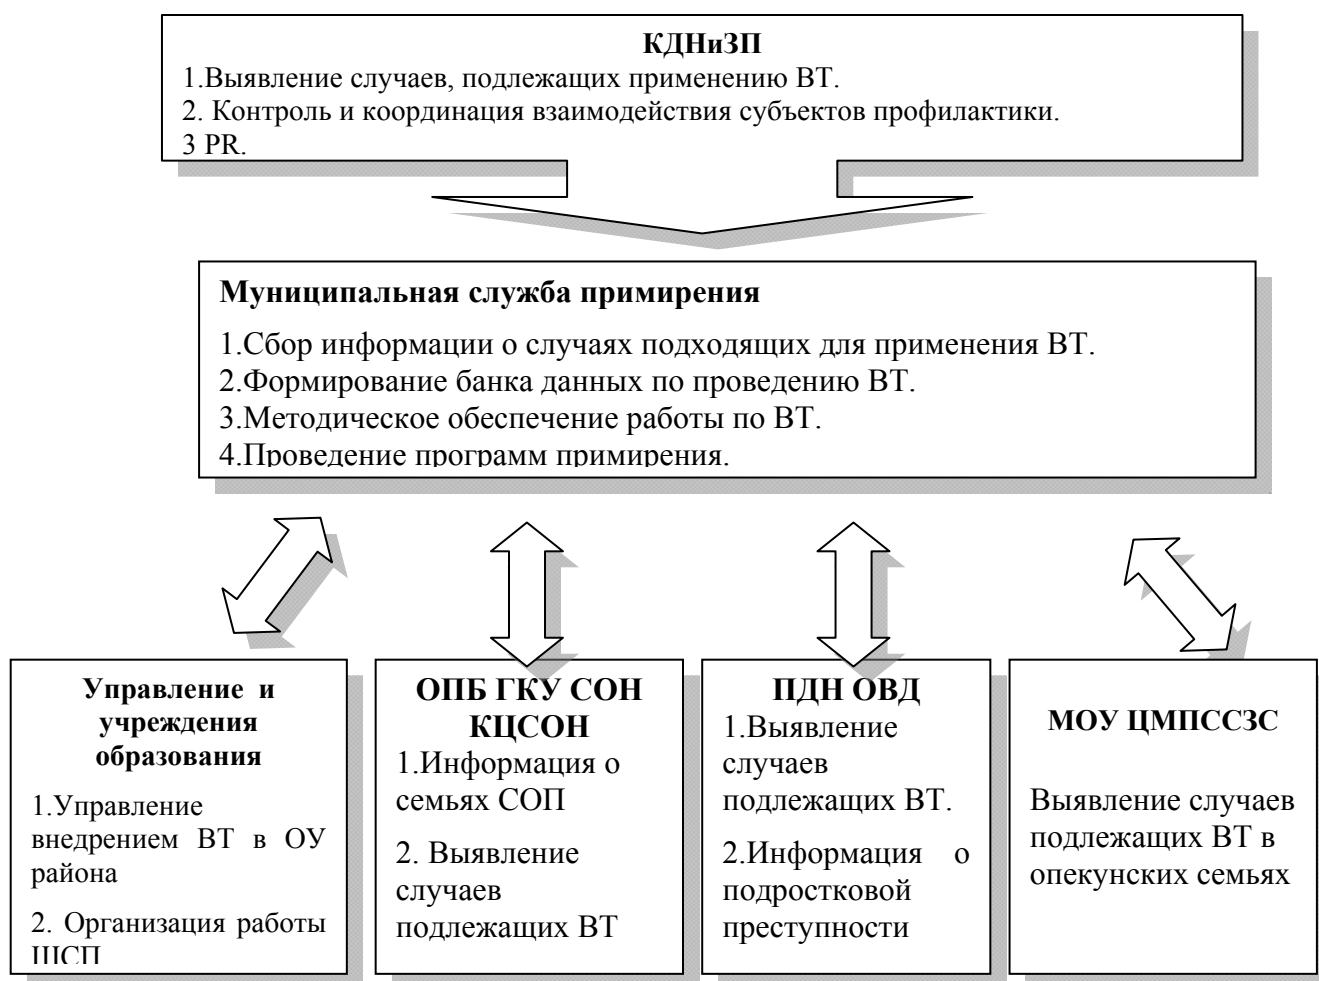 КДНиЗП
1.Выявление случаев, подлежащих применению ВТ.
2. Контроль и координация взаимодействия субъектов профилактики.
3 PR.
Муниципальная служба примирения
1.Сбор информации о случаях подходящих для применения ВТ.
2.Формирование банка данных по проведению ВТ.
3.Методическое обеспечение работы по ВТ.
4.Проведение программ примирения.
Управление и
учреждения
образования
1.Управление
внедрением ВТ в ОУ
района
2. Организация работы
ШСП
ОПБ ГКУ СОН
КЦСОН
1.Информация о
семьях СОП
2. Выявление
случаев
подлежащих ВТ
ПДН ОВД
1.Выявление
случаев
подлежащих ВТ.
2.Информация о
подростковой
преступности
МОУ ЦМПССЗС
Выявление случаев
подлежащих ВТ в
опекунских семьях